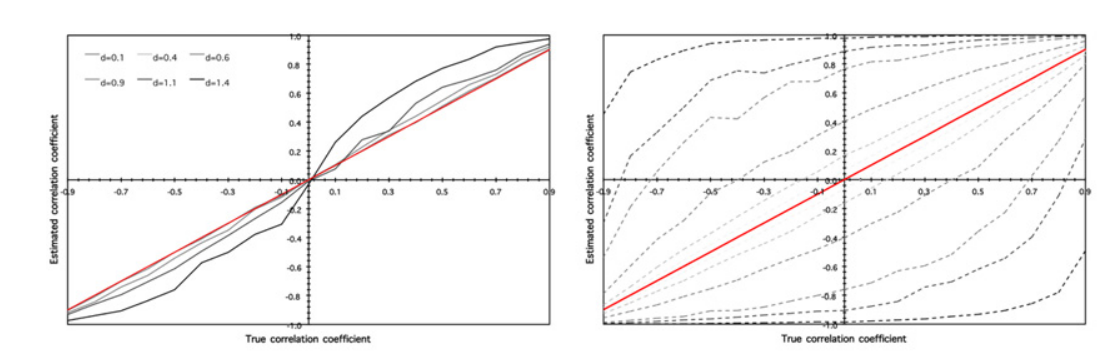 1.0
d=0.1 d=0.4 d=0.6
0.8
d=0.9 d=1.1 d=1.4
0.6
0.4
0.2
-0.9 -0.7 -0.5 -0.3 -0.1 0.0 0.1 0.3 0.5 0.7 0.9
-0.2
-0.4
-0.6
-0.8
-1.0
Estimated correlation coefficient
True correlation coefficient
1.0
0.8
0.6
0.4
0.2
-0.9 -0.7 -0.5 -0.3 -0.1 0.0 0.1 0.3 0.5 0.7 0.9
-0.2
-0.4
-0.6
-0.8
-1.0
Estimated correlation coefficient
True correlation coefficient